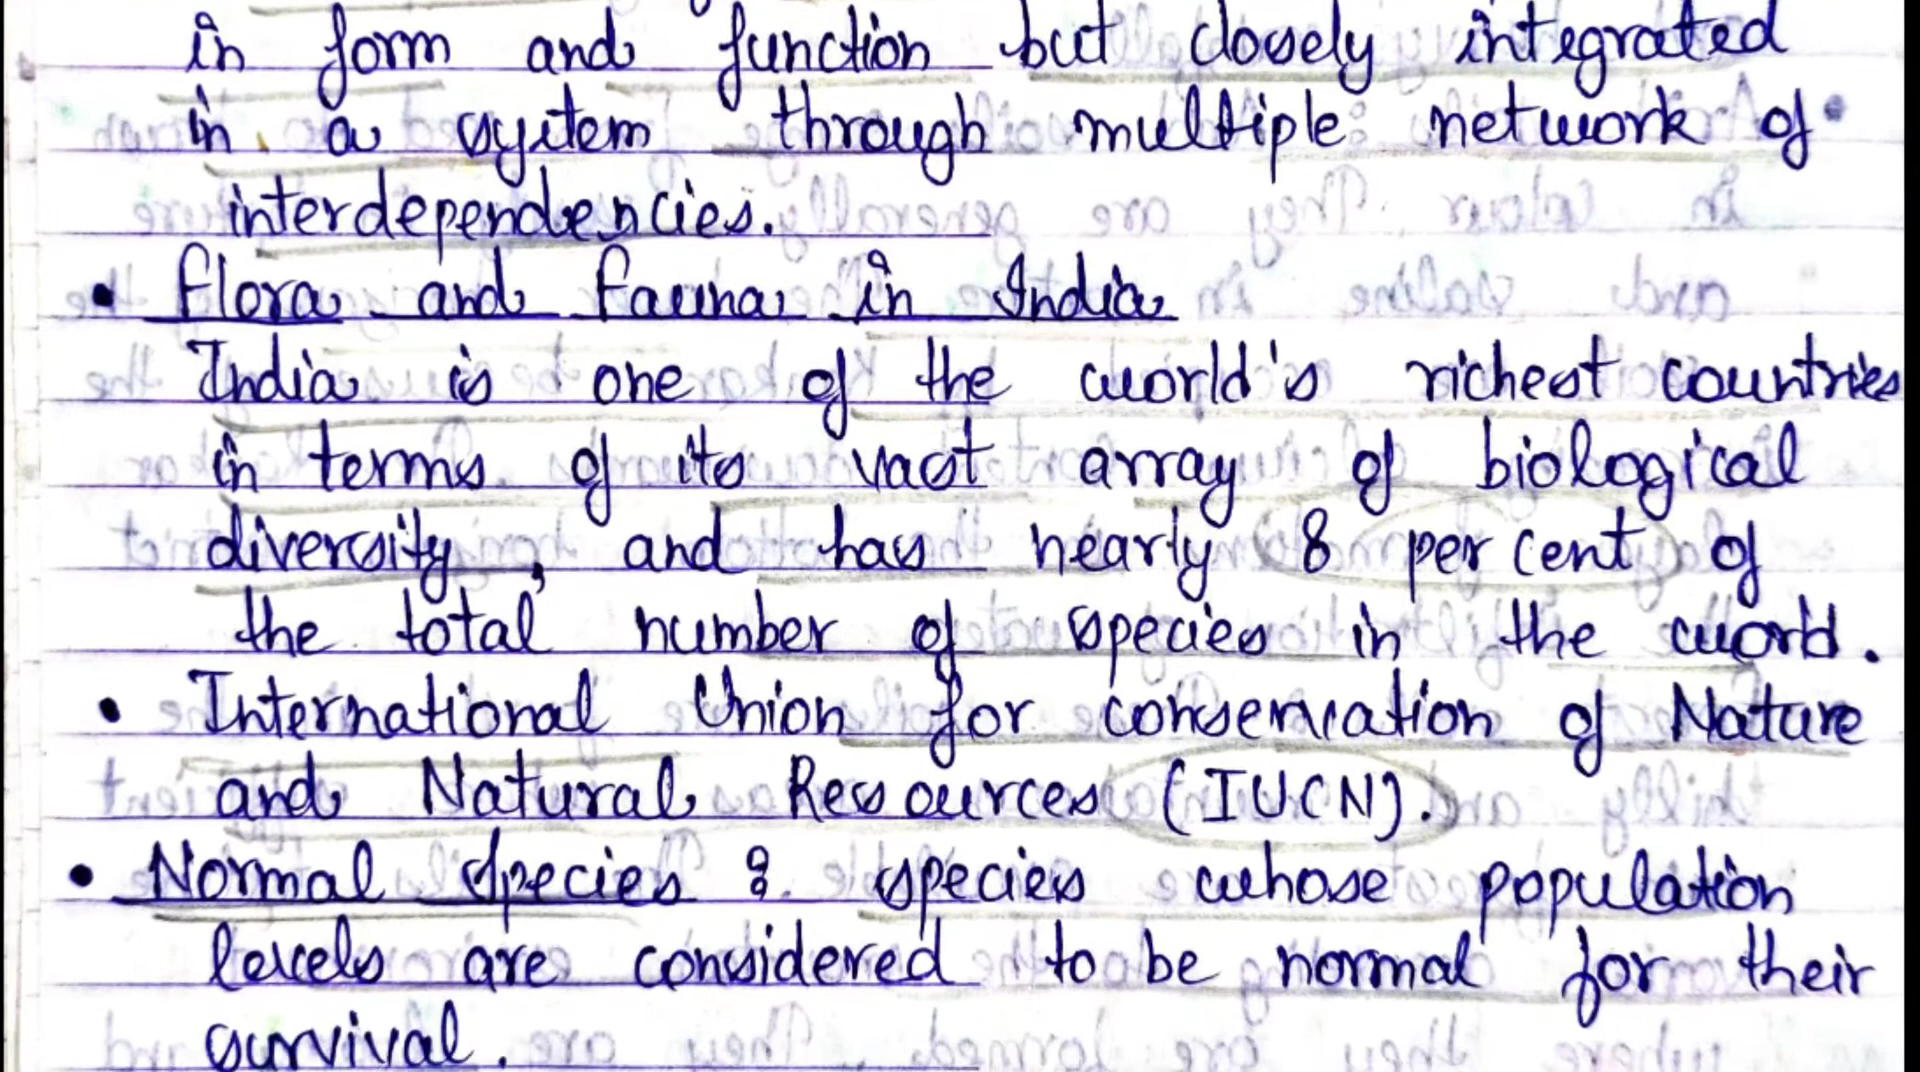 in form and function but closely integrated
in a system through multiple network of
interdependencies.
• Flora and Fauna in India
India is one of the world's richest countries
in terms of its vast array of biological
diversity, and has nearly 8 per cent of
the total number of species in the world.
• International Union for conservation of Nature
and Natural Resources (IUCN).
• Normal Species : species whose population
levels are considered to be normal for their
survival.